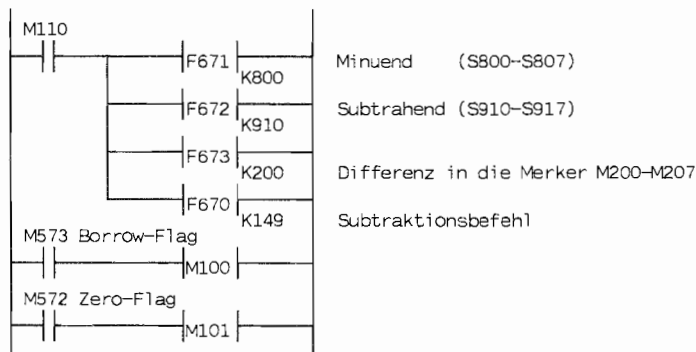 M110
F671 Minuend (S800-S807)
K800
F672 Subtrahend (S910-S917)
K910
F673
K200 Differenz in die Merker M200-M207
F670
K149 Subtraktionsbefehl
M573 Borrow-Flag
M100
M572 Zero-Flag
M101